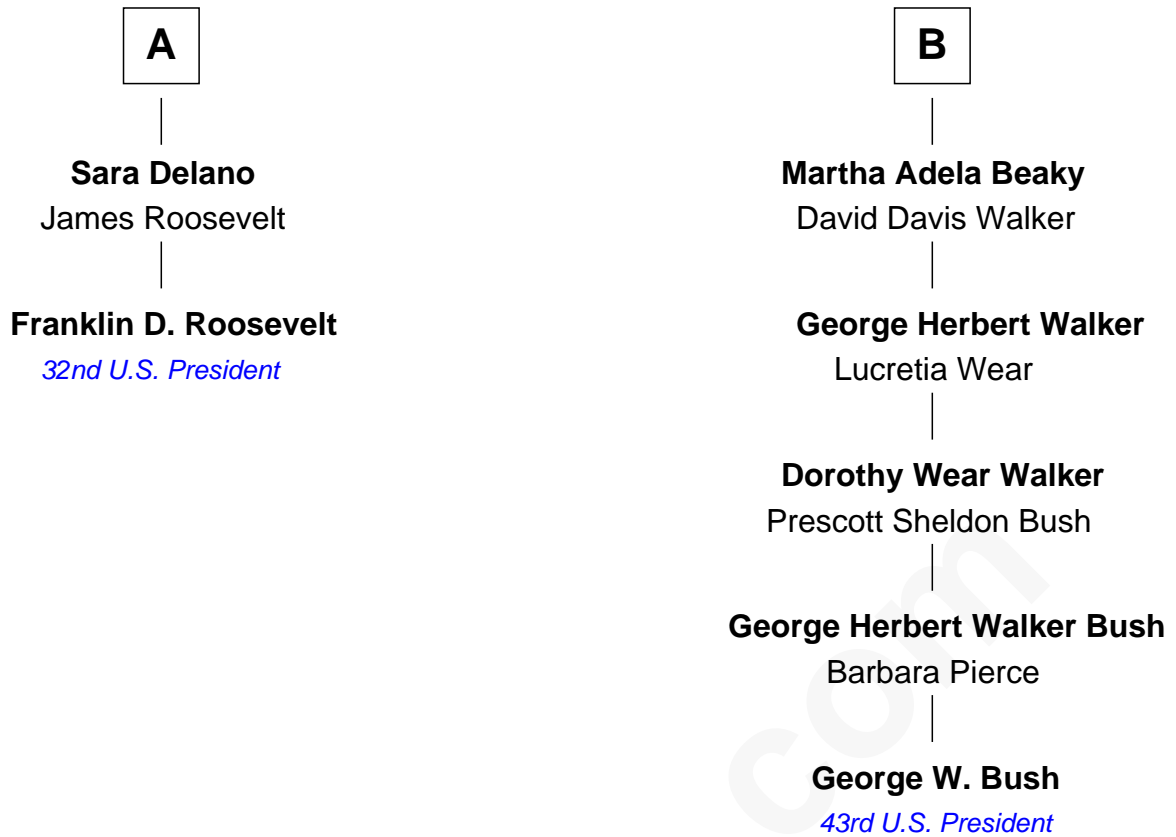 A
Sara Delano
James Roosevelt
Franklin D. Roosevelt
32nd U.S. President
B
Martha Adela Beaky
David Davis Walker
George Herbert Walker
Lucretia Wear
Dorothy Wear Walker
Prescott Sheldon Bush
George Herbert Walker Bush
Barbara Pierce
George W. Bush
43rd U.S. President
com